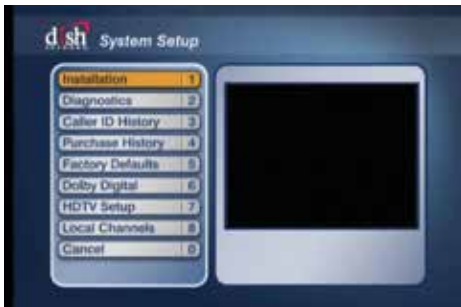 dish
NETWORK
System Setup
Installation 1
Diagnostics 2
Caller ID History 3
Purchase History 4
Factory Defaults 5
Dolby Digital 6
HDTV Setup 7
Local Channels 8
Cancel 0